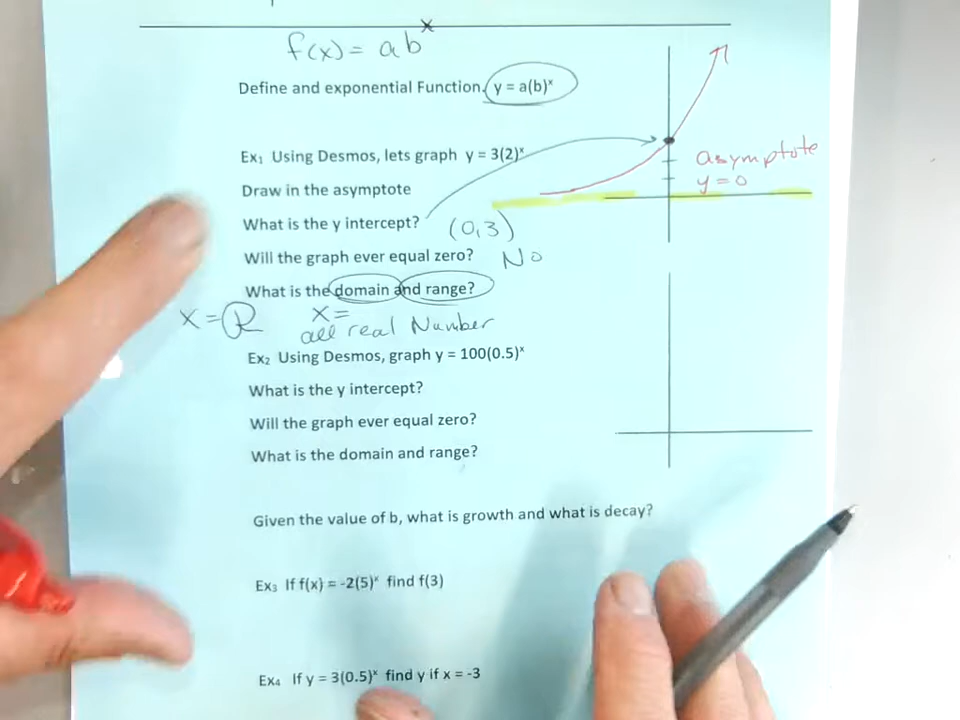 f(x) = ab^x
Define and exponential Function. y = a(b)ˣ
Ex₁ Using Desmos, lets graph y = 3(2)ˣ
asymptote
y = 0
Draw in the asymptote
What is the y intercept? (0,3)
Will the graph ever equal zero? No
What is the domain and range?
x = ℝ x =
all real Number
Ex₂ Using Desmos, graph y = 100(0.5)ˣ
What is the y intercept?
Will the graph ever equal zero?
What is the domain and range?
Given the value of b, what is growth and what is decay?
Ex₃ If f(x) = -2(5)ˣ find f(3)
Ex₄ If y = 3(0.5)ˣ find y if x = -3